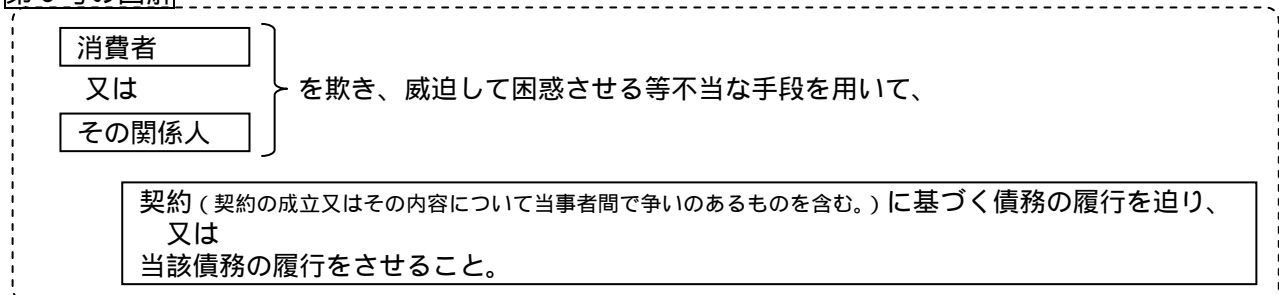 消費者
又は
を欺き、威迫して困惑させる等不当な手段を用いて、
その関係人
契約(契約の成立又はその内容について当事者間で争いのあるものを含む。)に基づく債務の履行を迫り、
又は
当該債務の履行をさせること。